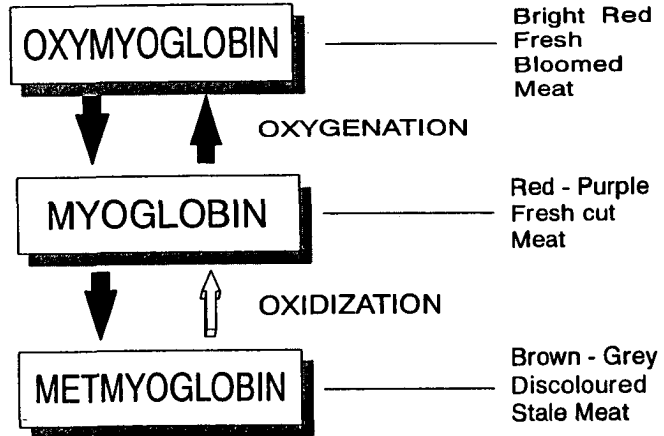 OXYMYOGLOBIN
Bright Red
Fresh
Bloomed
Meat
OXYGENATION
MYOGLOBIN
Red - Purple
Fresh cut
Meat
OXIDIZATION
METMYOGLOBIN
Brown - Grey
Discoloured
Stale Meat